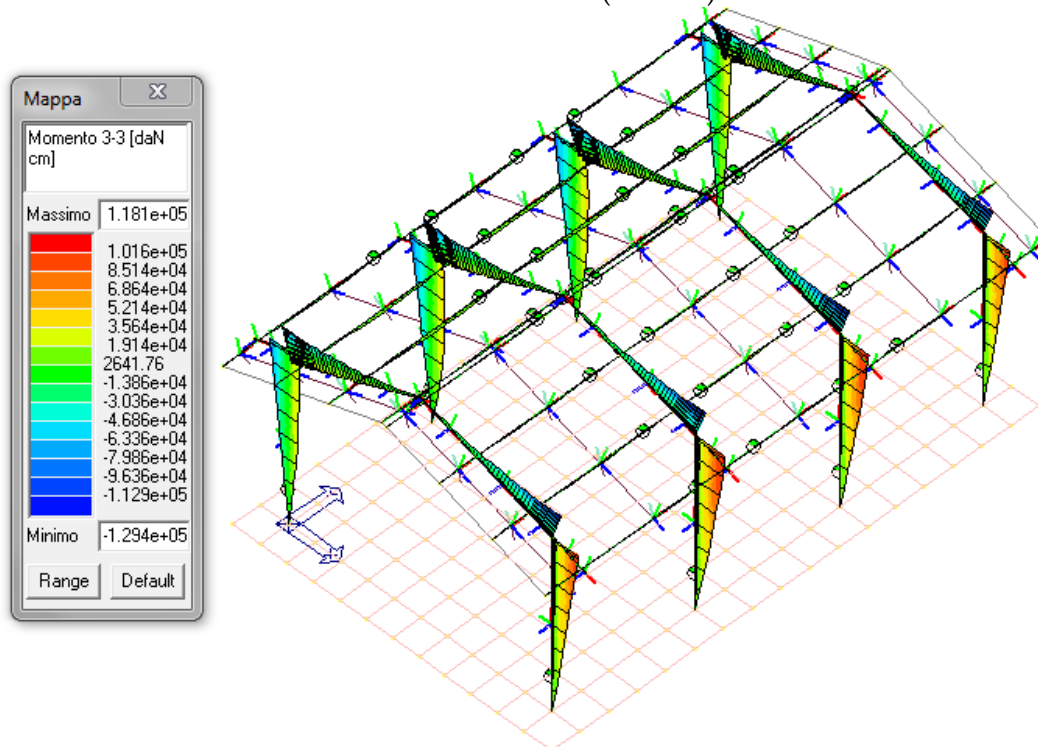 Mappa
Momento 3-3 [daN
cm]
Massimo 1.181e+05
1.016e+05
8.514e+04
6.864e+04
5.214e+04
3.564e+04
1.914e+04
2641.76
-1.386e+04
-3.036e+04
-4.686e+04
-6.336e+04
-7.986e+04
-9.636e+04
-1.129e+05
Minimo -1.294e+05
Range Default